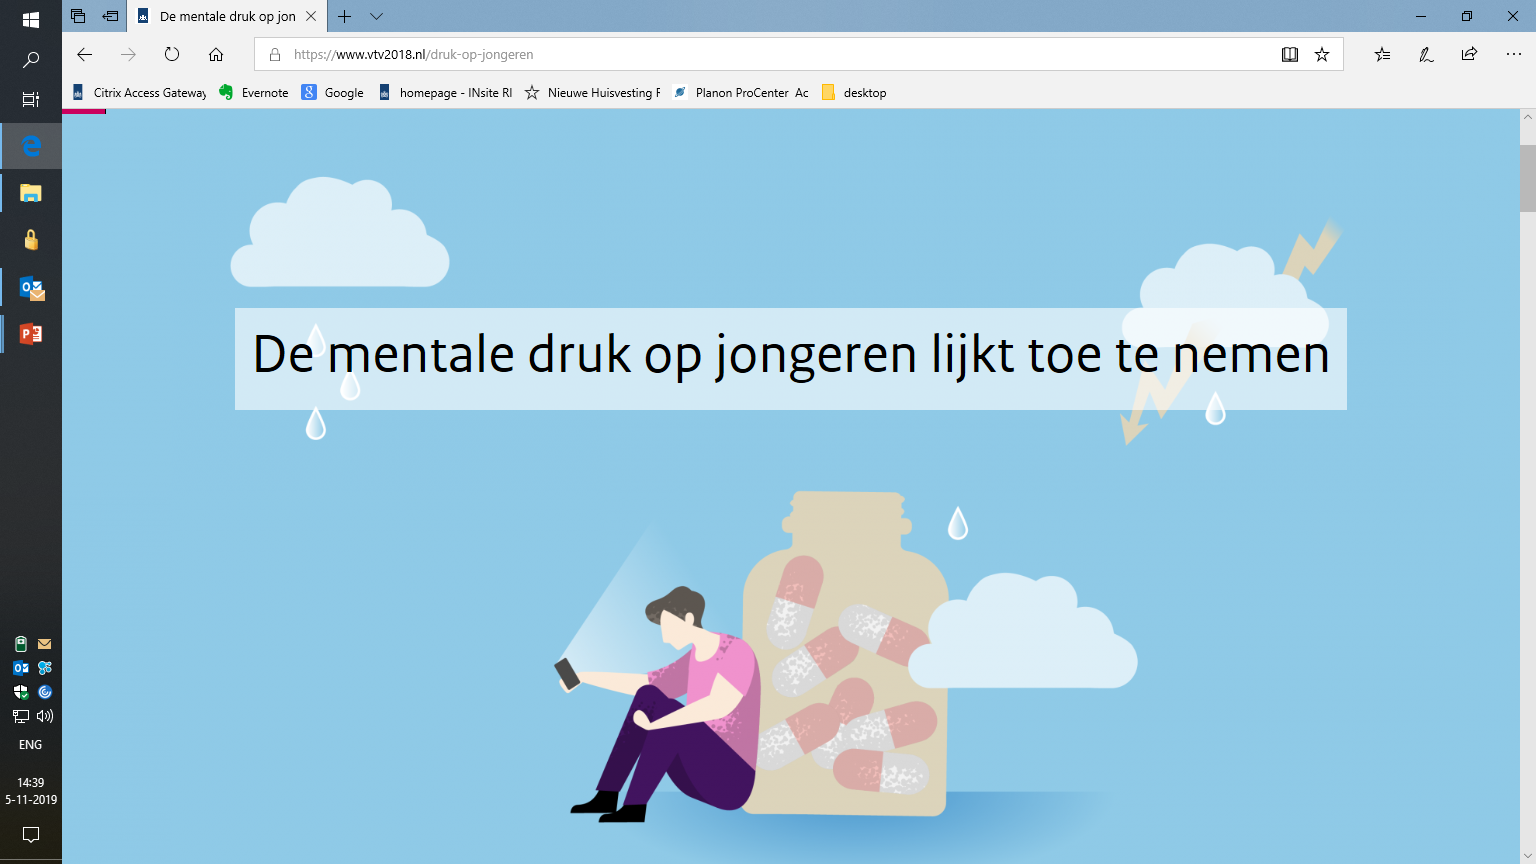 De mentale druk op jon
https://www.vtv2018.nl/druk-op-jongeren
Citrix Access Gateway
Evernote
Google
homepage - INsite RI
Nieuwe Huisvesting F
Planon ProCenter Ac
desktop
De mentale druk op jongeren lijkt toe te nemen
ENG
14:39
5-11-2019